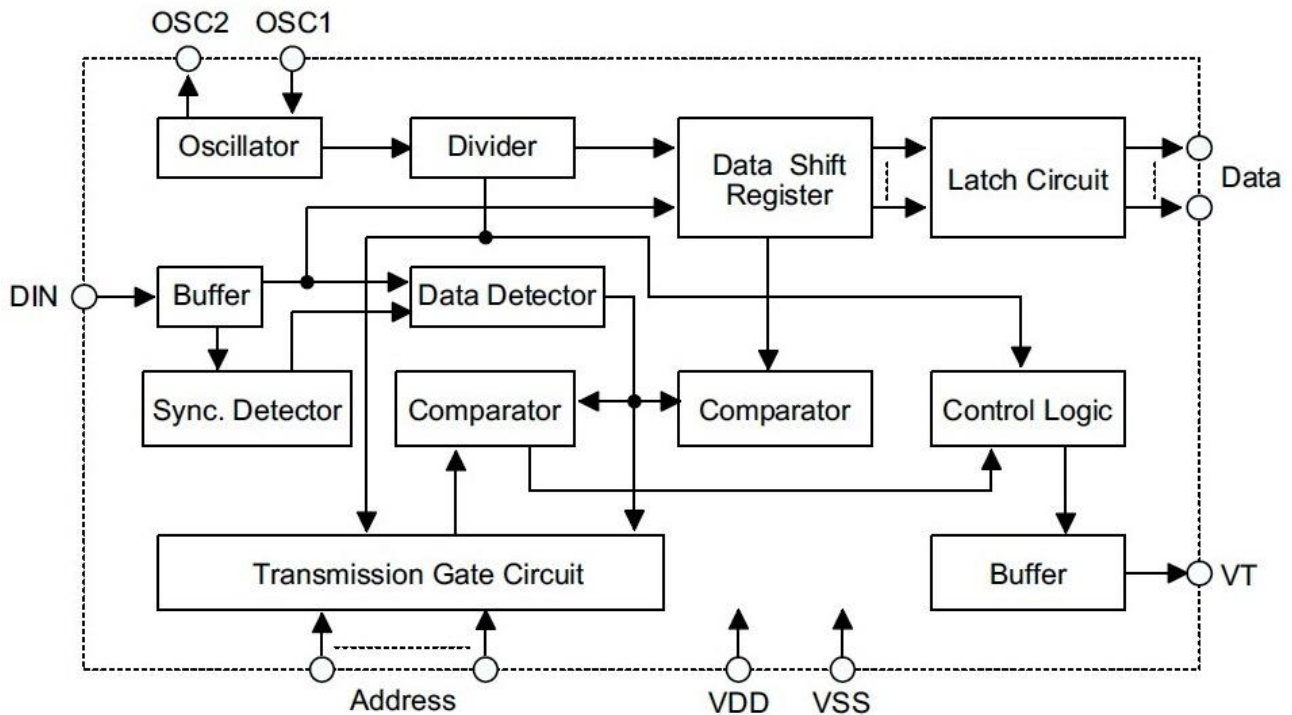 OSC2 OSC1
Oscillator
Divider
Data Shift
Register
Latch Circuit
Data
DIN
Buffer
Data Detector
Sync. Detector
Comparator
Comparator
Control Logic
Transmission Gate Circuit
Buffer
VT
Address
VDD
VSS